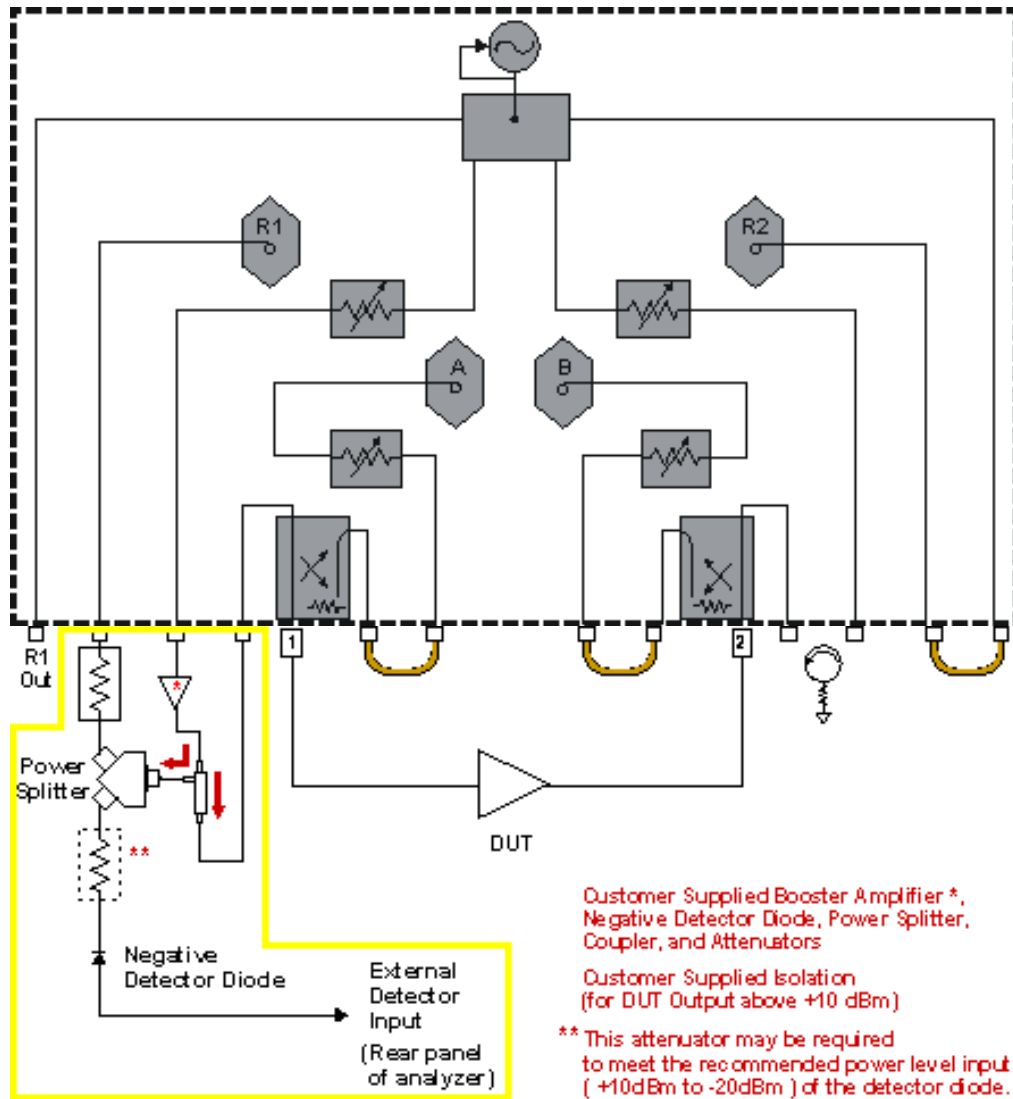 R1
R2
A
B
R1
Out
1
2
*
Power
Splitter
**
DUT
Negative
Detector Diode
External
Detector
Input
(Rear panel
of analyzer)
Customer Supplied Booster Amplifier *,
Negative Detector Diode, Power Splitter,
Coupler, and Attenuators
Customer Supplied Isolation
(for DUT Output above +10 dBm)
** This attenuator may be required
to meet the recommended power level input
( +10dBm to -20dBm ) of the detector diode.